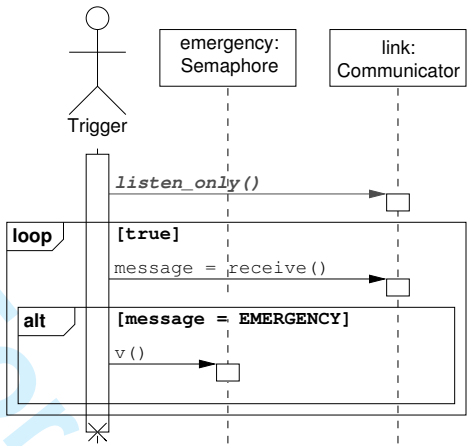 emergency:
Semaphore
link:
Communicator
Trigger
listen_only()
loop
[true]
message = receive()
alt
[message = EMERGENCY]
v()